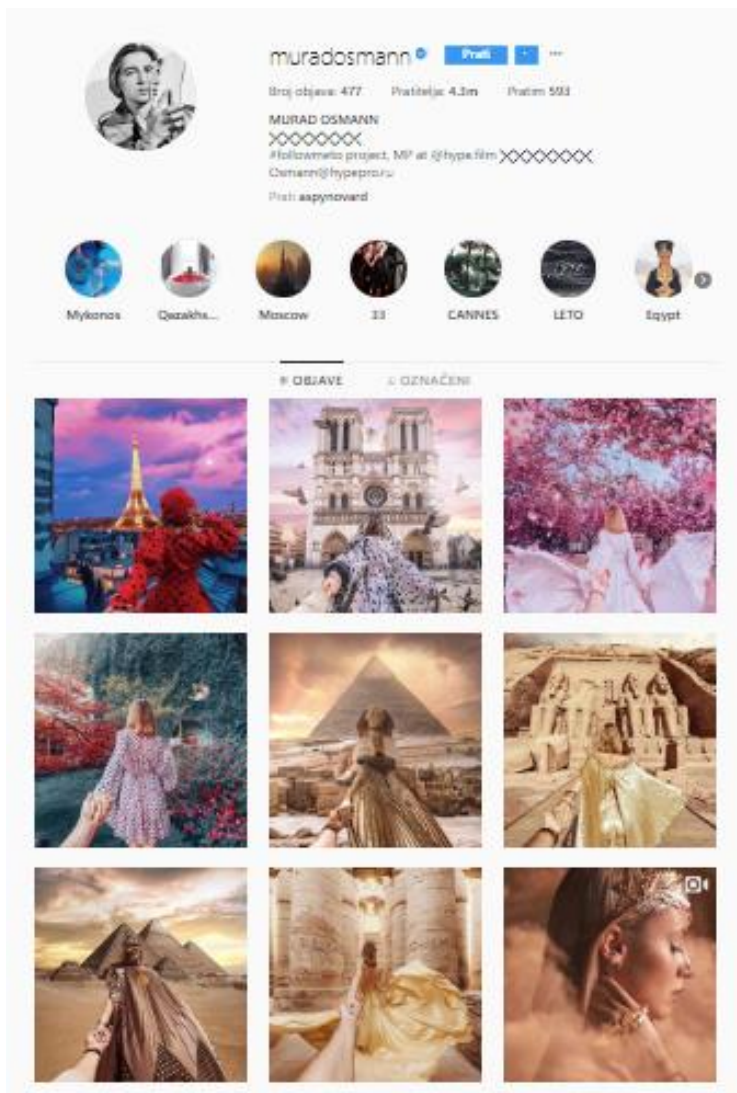 muradosmann Prati
Broj objava: 477 Pratitelja: 4.3m Pratim 593
MURAD OSMANN
#followmeto project, MP at @hype.film
Osmann@hypepro.ru
Prati aspynovard
Mykonos Qazakhs... Moscow 33 CANNES LETO Egypt
OBJAVE OZNAČENI